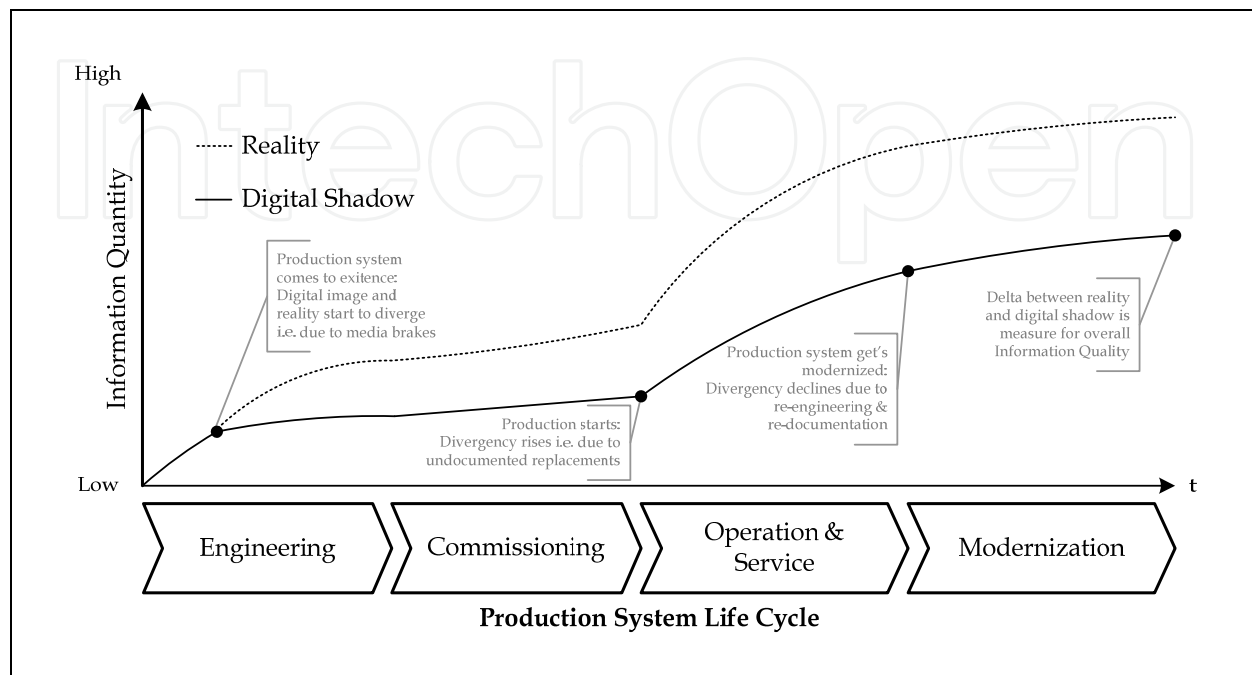 IntechOpen
High
Reality
Digital Shadow
Information Quantity
Production system
comes to exitence:
Digital image and
reality start to diverge
i.e. due to media brakes
Production starts:
Divergency rises i.e. due to
undocumented replacements
Production system get's
modernized:
Divergency declines due to
re-engineering &
re-documentation
Delta between reality
and digital shadow is
measure for overall
Information Quality
Low
t
Engineering
Commissioning
Operation &
Service
Modernization
Production System Life Cycle